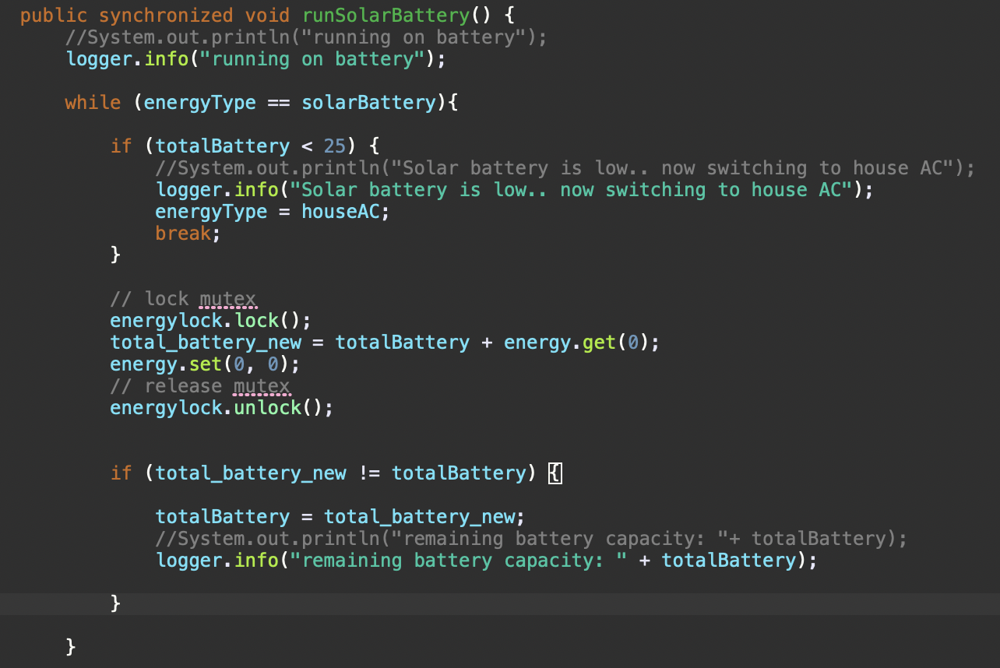 public synchronized void runSolarBattery() {
//System.out.println("running on battery");
logger.info("running on battery");
while (energyType == solarBattery){
if (totalBattery < 25) {
//System.out.println("Solar battery is low.. now switching to house AC");
logger.info("Solar battery is low.. now switching to house AC");
energyType = houseAC;
break;
}
// lock mutex
energylock.lock();
total_battery_new = totalBattery + energy.get(0);
energy.set(0, 0);
// release mutex
energylock.unlock();
if (total_battery_new != totalBattery) {
totalBattery = total_battery_new;
//System.out.println("remaining battery capacity: "+ totalBattery);
logger.info("remaining battery capacity: " + totalBattery);
}
}